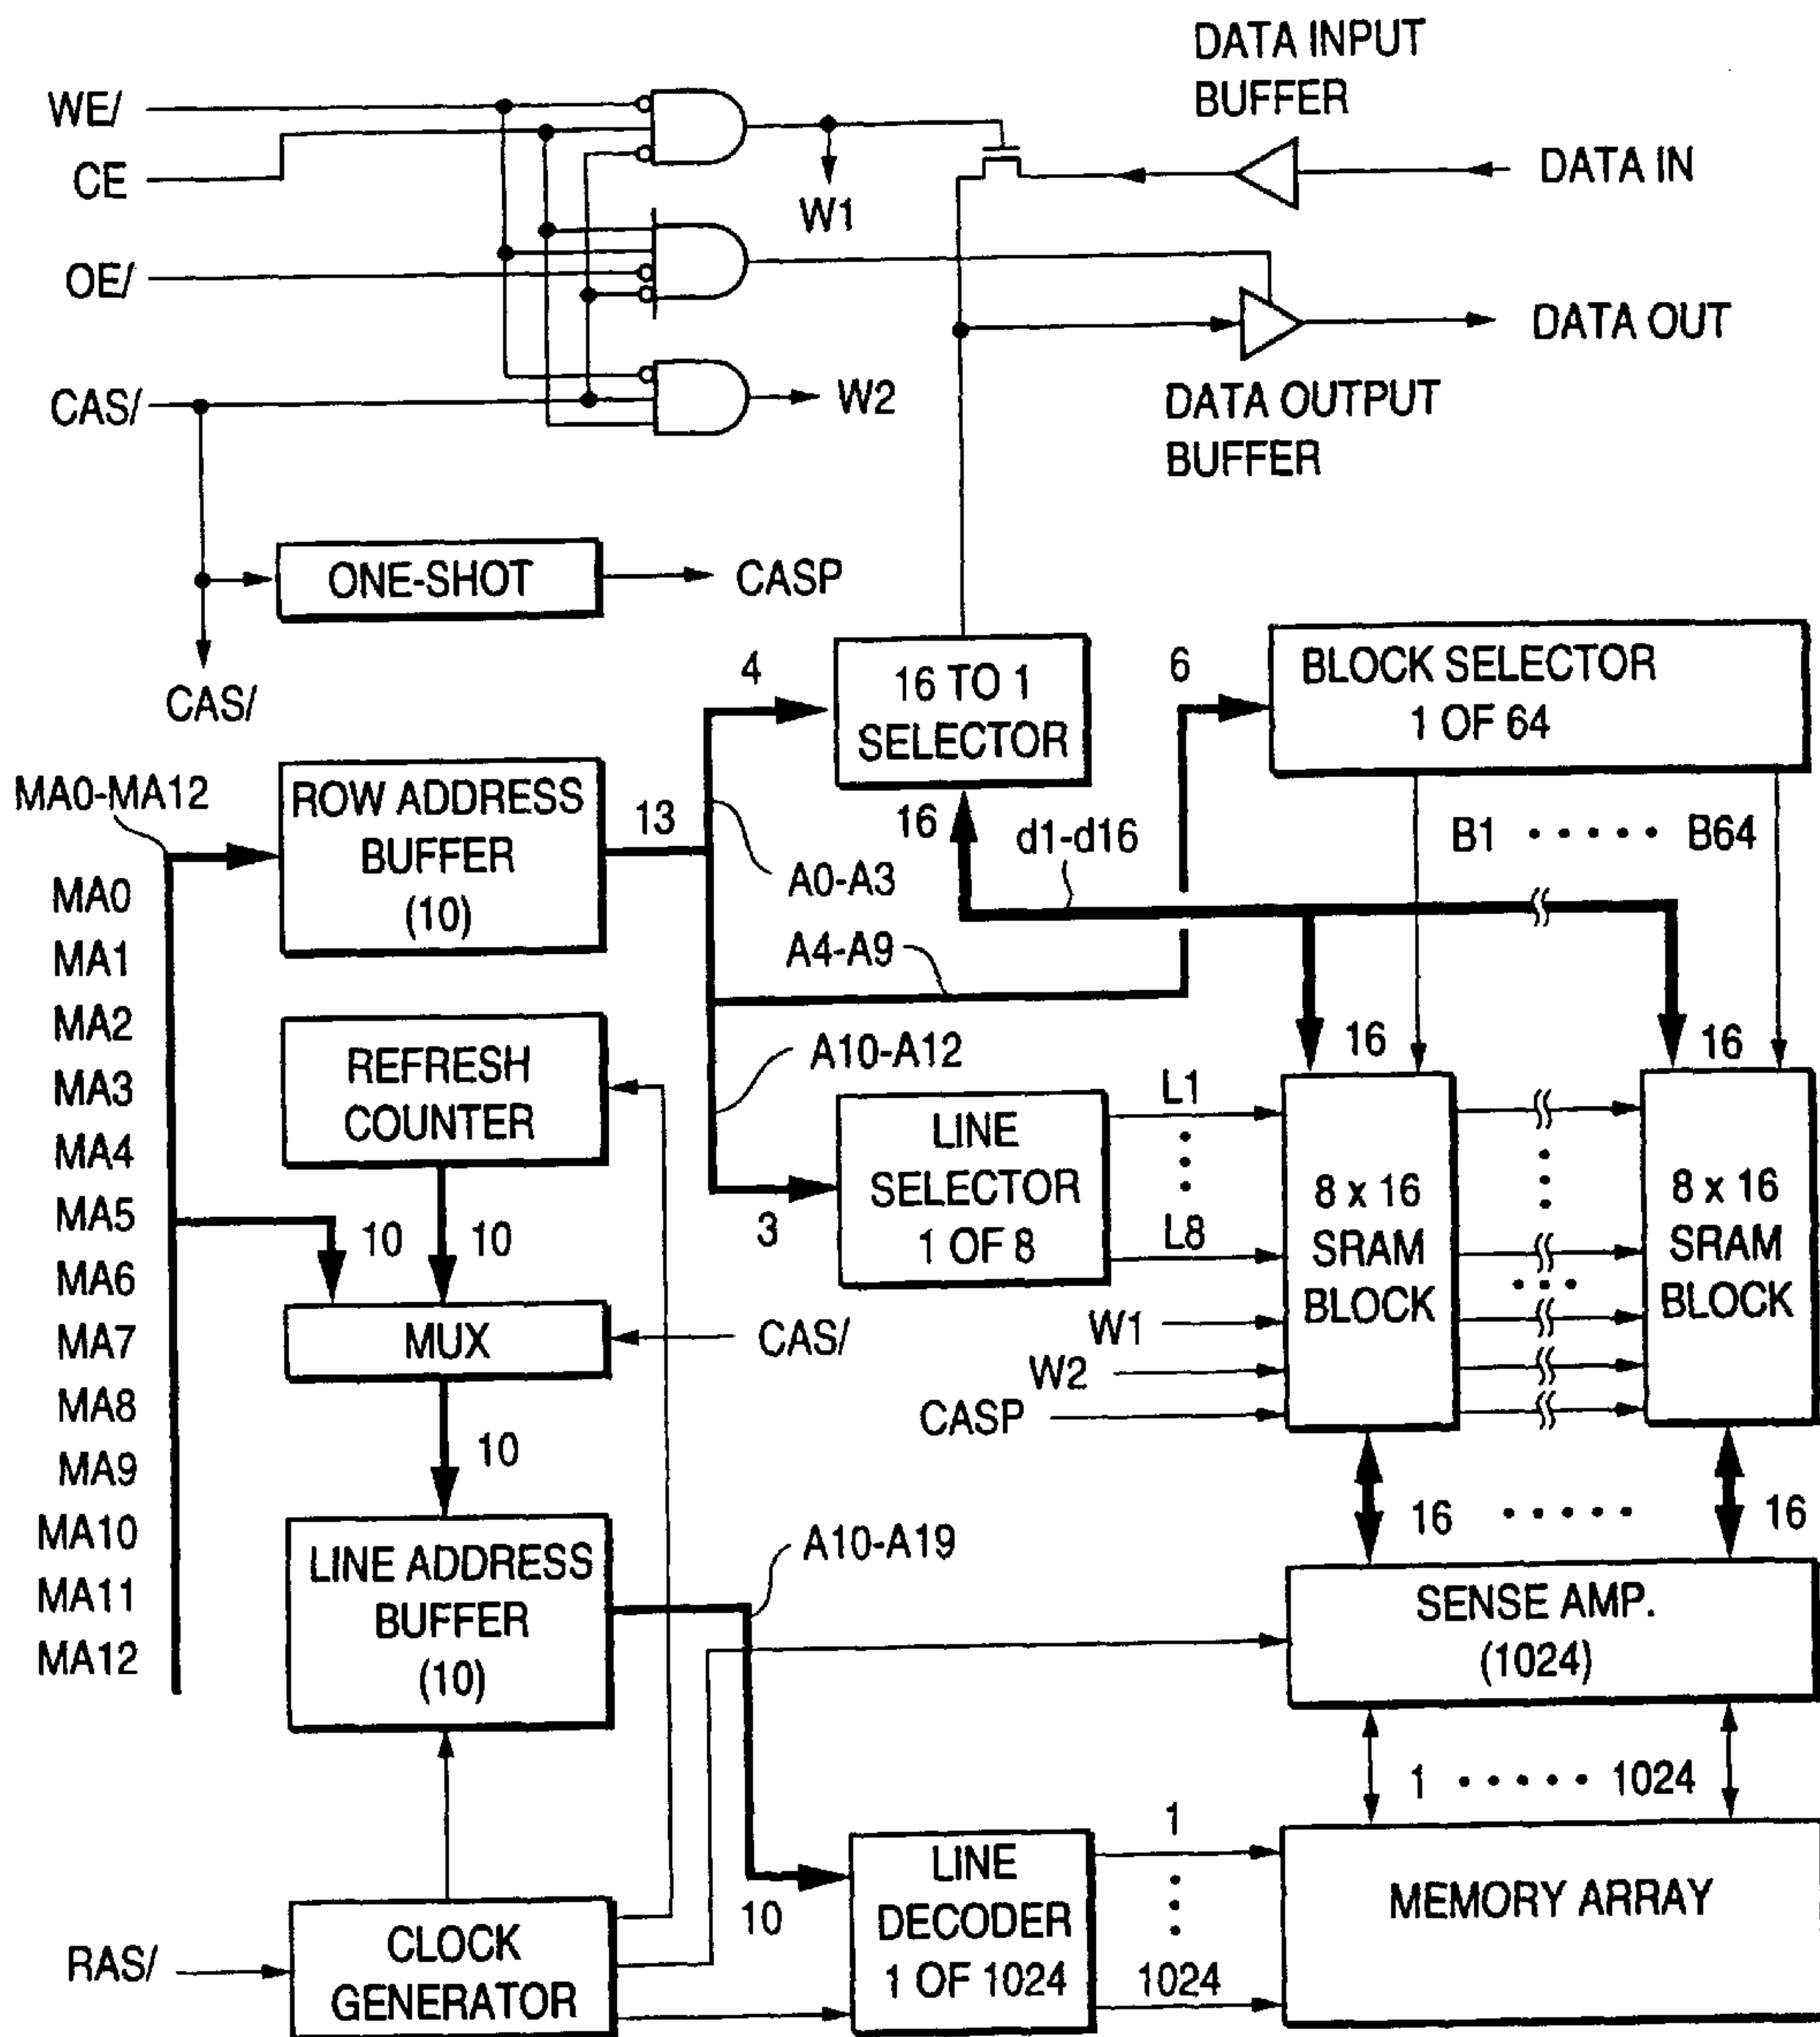 DATA INPUT
BUFFER
WE/
CE
W1
DATA IN
OE/
DATA OUT
CAS/
W2
DATA OUTPUT
BUFFER
ONE-SHOT
CASP
CAS/
4
16 TO 1
SELECTOR
6
BLOCK SELECTOR
1 OF 64
MA0-MA12
ROW ADDRESS
BUFFER
(10)
13
16
d1-d16
B1 ..... B64
A0-A3
A4-A9
MA0
MA1
MA2
MA3
MA4
MA5
MA6
MA7
MA8
MA9
MA10
MA11
MA12
REFRESH
COUNTER
A10-A12
16
16
LINE
SELECTOR
1 OF 8
3
L1
L8
8 x 16
SRAM
BLOCK
8 x 16
SRAM
BLOCK
...
10
10
MUX
CAS/
W1
W2
CASP
10
16 ..... 16
LINE ADDRESS
BUFFER
(10)
A10-A19
SENSE AMP.
(1024)
1 ..... 1024
RAS/
CLOCK
GENERATOR
10
LINE
DECODER
1 OF 1024
1
1024
MEMORY ARRAY